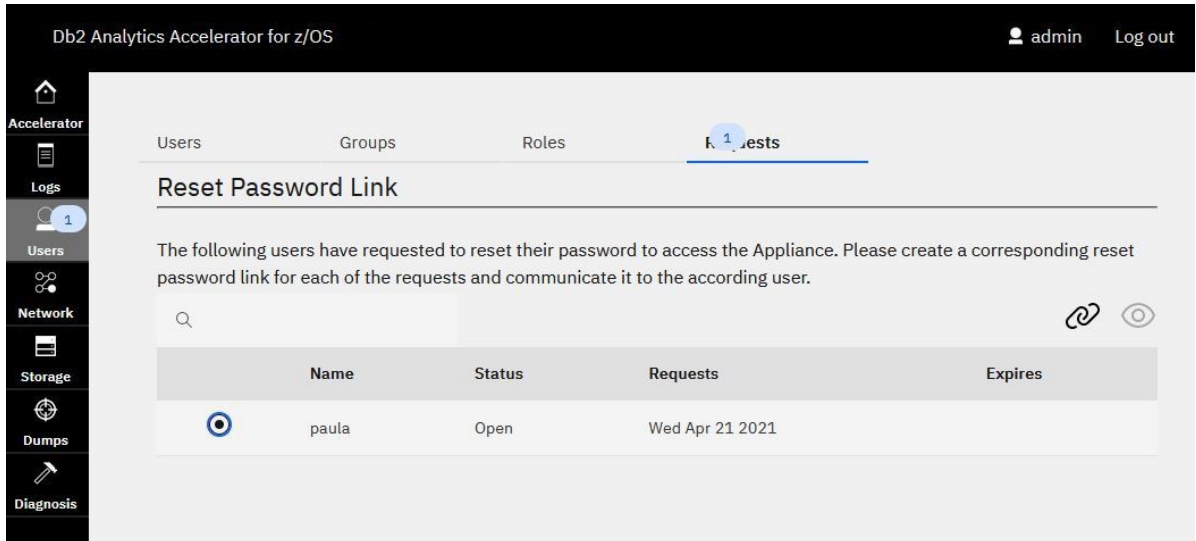 Db2 Analytics Accelerator for z/OS
admin
Log out
Accelerator
Logs
1
Users
Network
Storage
Dumps
Diagnosis
Users
Groups
Roles
1
Reset Password Link
The following users have requested to reset their password to access the Appliance. Please create a corresponding reset
password link for each of the requests and communicate it to the according user.
Name
Status
Requests
Expires
paula
Open
Wed Apr 21 2021